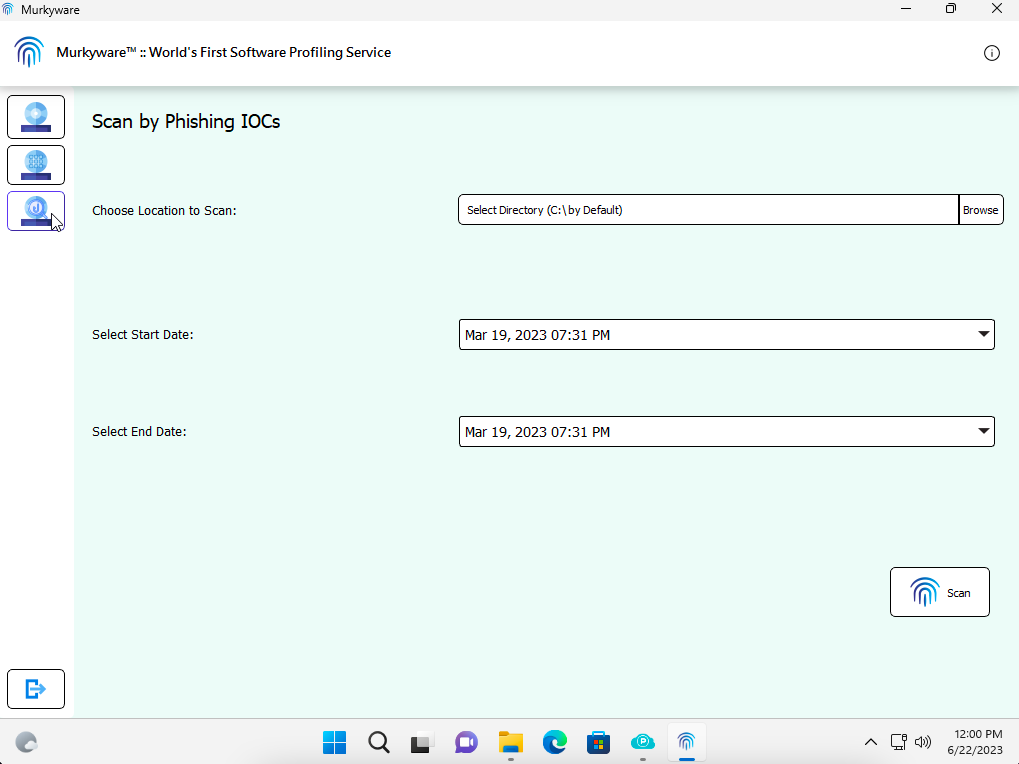 Murkyware
Murkyware™ :: World's First Software Profiling Service
Scan by Phishing IOCs
Choose Location to Scan:
Select Directory (C:\ by Default)
Browse
Select Start Date:
Mar 19, 2023 07:31 PM
Select End Date:
Mar 19, 2023 07:31 PM
Scan
12:00 PM
6/22/2023